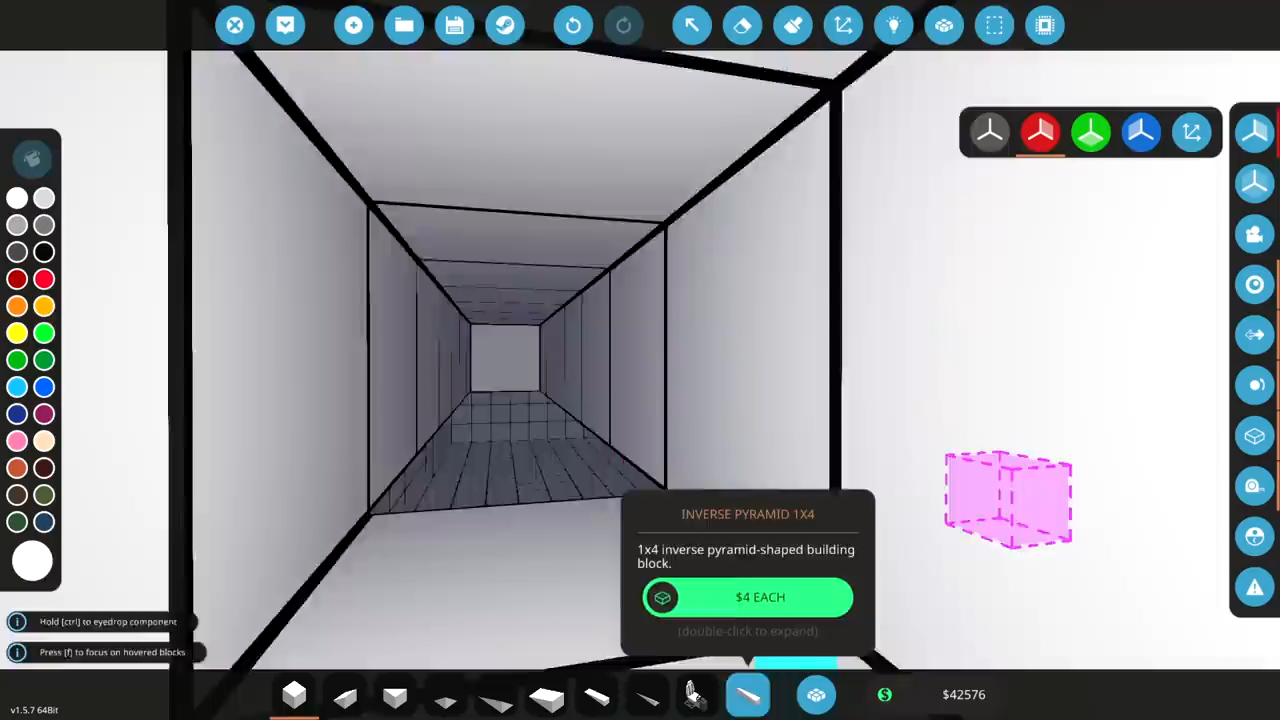 INVERSE PYRAMID 1X4
1x4 inverse pyramid-shaped building
block.
$4 EACH
(double-click to expand)
Hold [ctrl] to eyedrop component
Press [f] to focus on hovered blocks
$42576
v1.5.7 64Bit